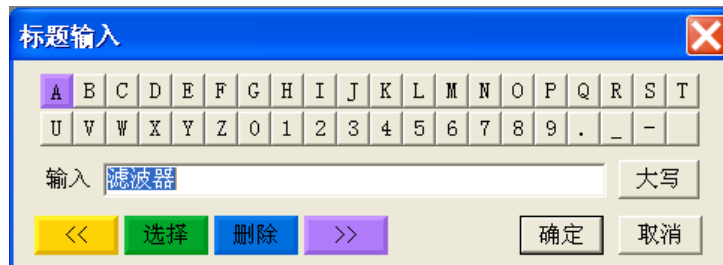 标题输入
A B C D E F G H I J K L M N O P Q R S T
U V W X Y Z 0 1 2 3 4 5 6 7 8 9 . _ -
输入 滤波器 大写
<< 选择 删除 >> 确定 取消